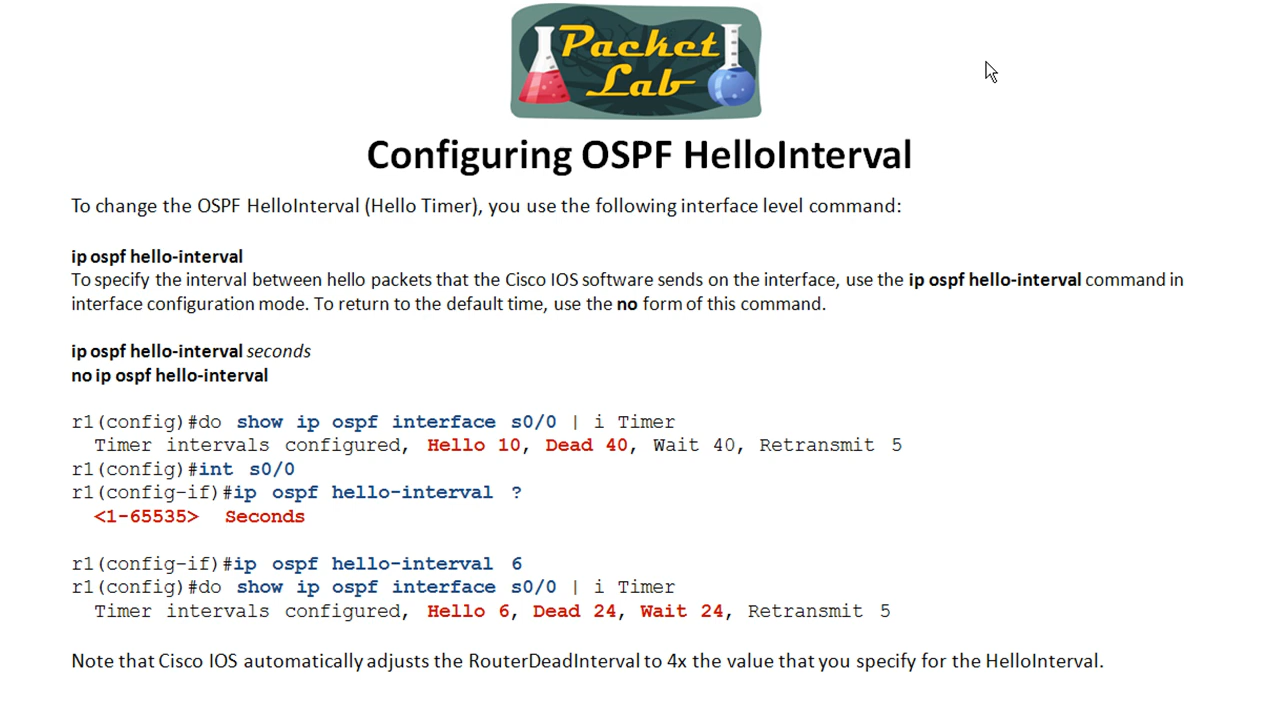 Packet
Lab
Configuring OSPF HelloInterval
To change the OSPF HelloInterval (Hello Timer), you use the following interface level command:
ip ospf hello-interval
To specify the interval between hello packets that the Cisco IOS software sends on the interface, use the ip ospf hello-interval command in
interface configuration mode. To return to the default time, use the no form of this command.
ip ospf hello-interval seconds
no ip ospf hello-interval
r1(config)#do show ip ospf interface s0/0 | i Timer
Timer intervals configured, Hello 10, Dead 40, Wait 40, Retransmit 5
r1(config)#int s0/0
r1(config-if)#ip ospf hello-interval ?
<1-65535> Seconds
r1(config-if)#ip ospf hello-interval 6
r1(config)#do show ip ospf interface s0/0 | i Timer
Timer intervals configured, Hello 6, Dead 24, Wait 24, Retransmit 5
Note that Cisco IOS automatically adjusts the RouterDeadInterval to 4x the value that you specify for the HelloInterval.